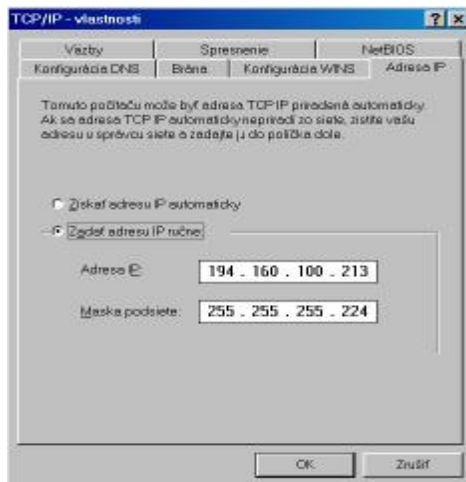 TCP/IP - vlastnosti
Väzby Spresnenie NetBIOS
Konfigurácia DNS Brána Konfigurácia WINS Adresa IP
Tomuto počítaču može byť adresa TCP IP priradená automaticky.
Ak sa adresa TCP IP automaticky nepriradí zo siete, zistite vašu
adresu u správcu siete a zadajte ju do políčka dole.
Získať adresu IP automaticky
Zadať adresu IP ručne:
Adresa IP: 194 . 160 . 100 . 213
Maska podsiete: 255 . 255 . 255 . 224
OK Zrušiť